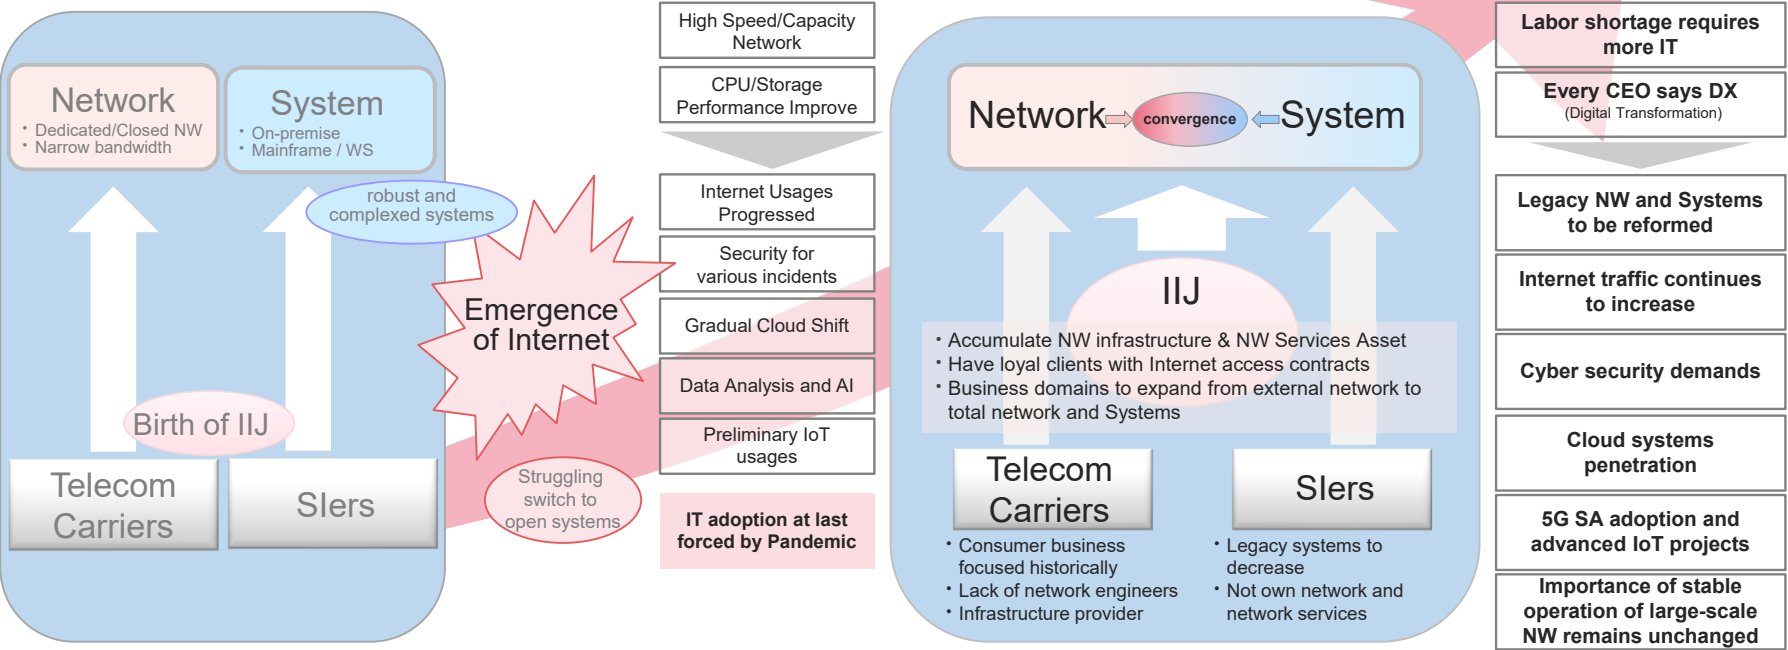 Network
• Dedicated/Closed NW
• Narrow bandwidth
System
• On-premise
• Mainframe / WS
robust and
complexed systems
Birth of IIJ
Telecom
Carriers
SIers
Emergence
of Internet
Struggling
switch to
open systems
High Speed/Capacity
Network
CPU/Storage
Performance Improve
Internet Usages
Progressed
Security for
various incidents
Gradual Cloud Shift
Data Analysis and AI
Preliminary IoT
usages
IT adoption at last
forced by Pandemic
Network
convergence
System
IIJ
• Accumulate NW infrastructure & NW Services Asset
• Have loyal clients with Internet access contracts
• Business domains to expand from external network to
total network and Systems
Telecom
Carriers
• Consumer business
focused historically
• Lack of network engineers
• Infrastructure provider
SIers
• Legacy systems to
decrease
• Not own network and
network services
Labor shortage requires
more IT
Every CEO says DX
(Digital Transformation)
Legacy NW and Systems
to be reformed
Internet traffic continues
to increase
Cyber security demands
Cloud systems
penetration
5G SA adoption and
advanced IoT projects
Importance of stable
operation of large-scale
NW remains unchanged